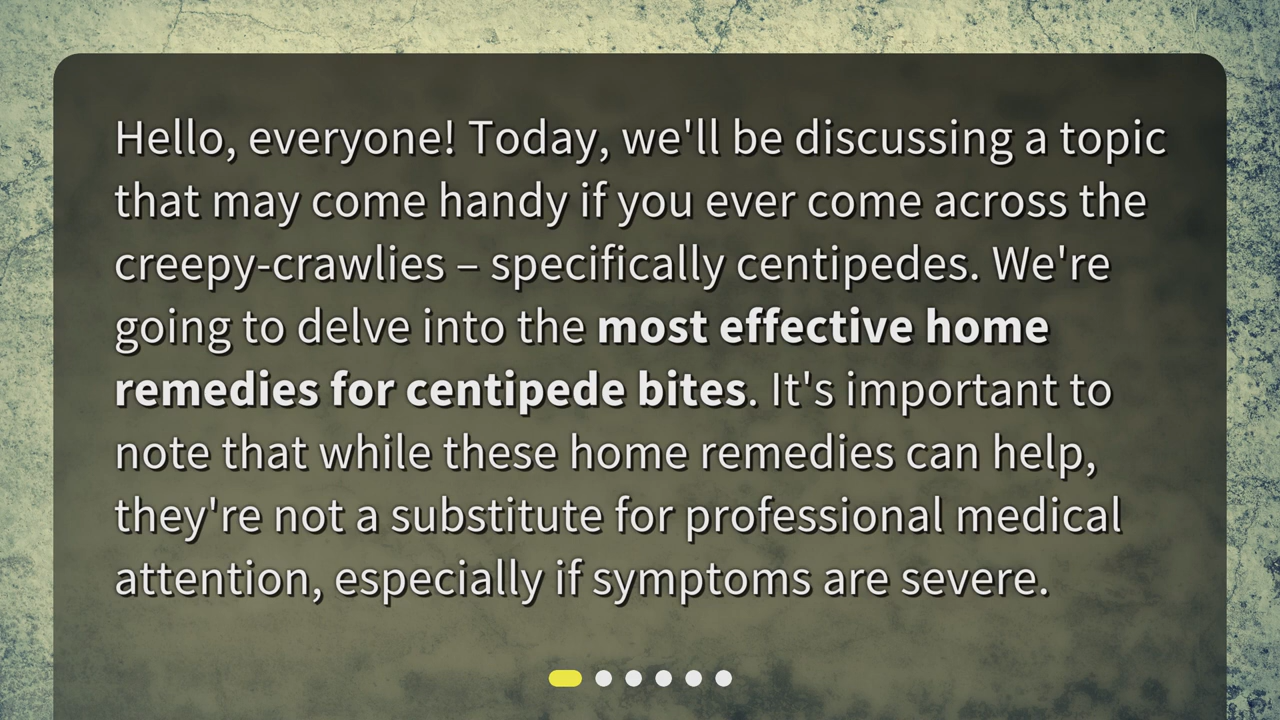 Hello, everyone! Today, we'll be discussing a topic
that may come handy if you ever come across the
creepy-crawlies – specifically centipedes. We're
going to delve into the most effective home
remedies for centipede bites. It's important to
note that while these home remedies can help,
they're not a substitute for professional medical
attention, especially if symptoms are severe.